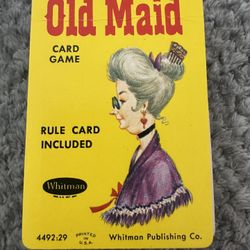 Old Maid
CARD
GAME
RULE CARD
INCLUDED
Whitman
4492:29
PRINTED
IN
U.S.A.
Whitman Publishing Co.